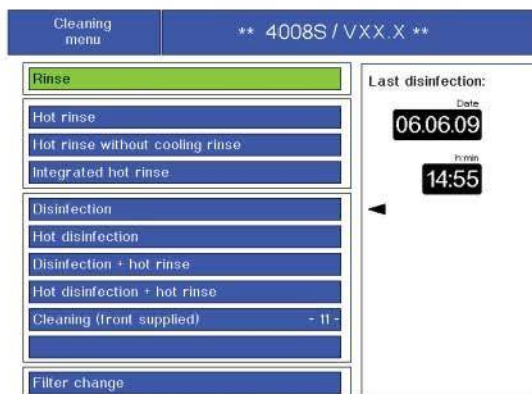 Cleaning
menu
** 4008S / VXX.X **
Rinse
Hot rinse
Hot rinse without cooling rinse
Integrated hot rinse
Disinfection
Hot disinfection
Disinfection + hot rinse
Hot disinfection + hot rinse
Cleaning (front supplied) - 11 -
Filter change
Last disinfection:
Date
06.06.09
h:min
14:55